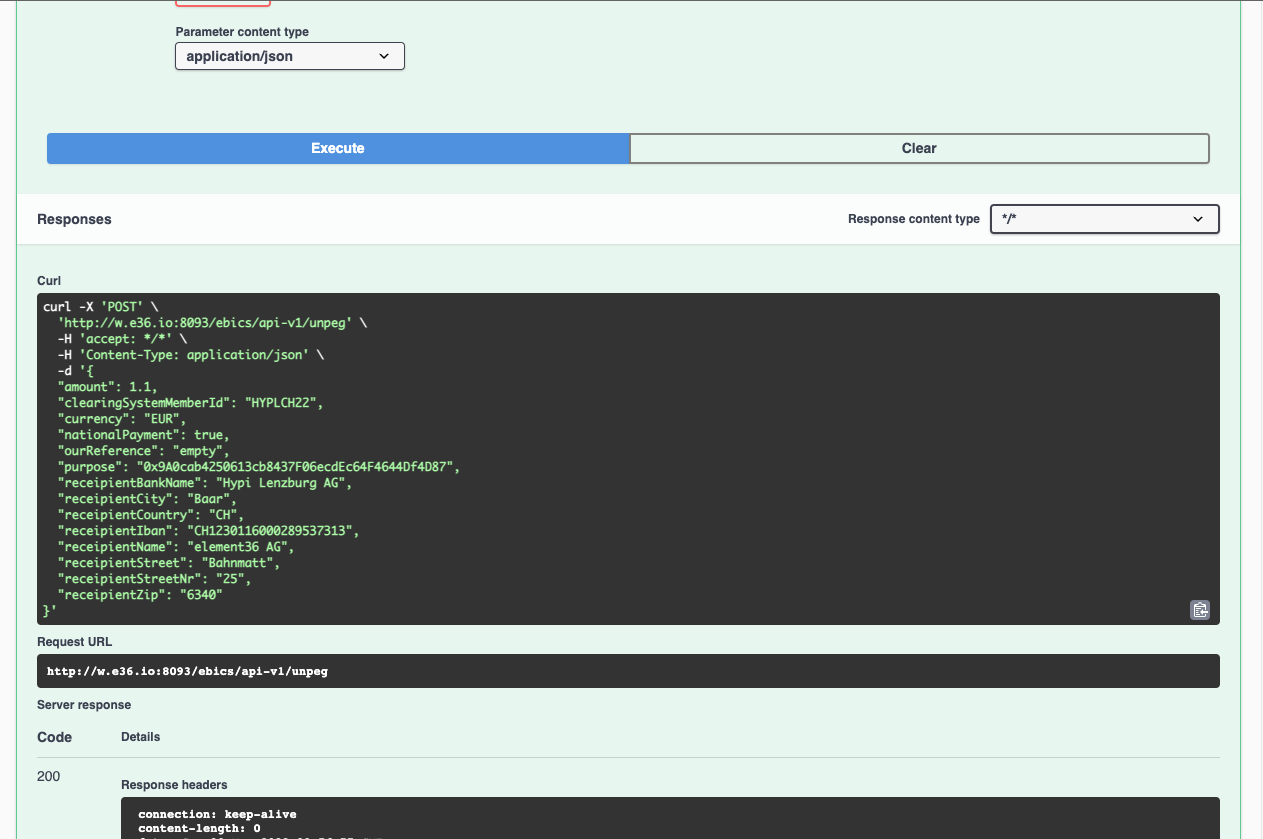 Parameter content type
application/json
Execute
Clear
Responses
Response content type
*/*
Curl
curl -X 'POST' \
'http://w.e36.io:8093/ebics/api-v1/unpeg' \
-H 'accept: */*' \
-H 'Content-Type: application/json' \
-d '{
"amount": 1.1,
"clearingSystemMemberId": "HYPLCH22",
"currency": "EUR",
"nationalPayment": true,
"ourReference": "empty",
"purpose": "0x9A0cab4250613cb8437F06ecdEc64F4644Df4D87",
"receipientBankName": "Hypi Lenzburg AG",
"receipientCity": "Baar",
"receipientCountry": "CH",
"receipientIban": "CH1230116000289537313",
"receipientName": "element36 AG",
"receipientStreet": "Bahnmatt",
"receipientStreetNr": "25",
"receipientZip": "6340"
}'
Request URL
http://w.e36.io:8093/ebics/api-v1/unpeg
Server response
Code
Details
200
Response headers
connection: keep-alive
content-length: 0